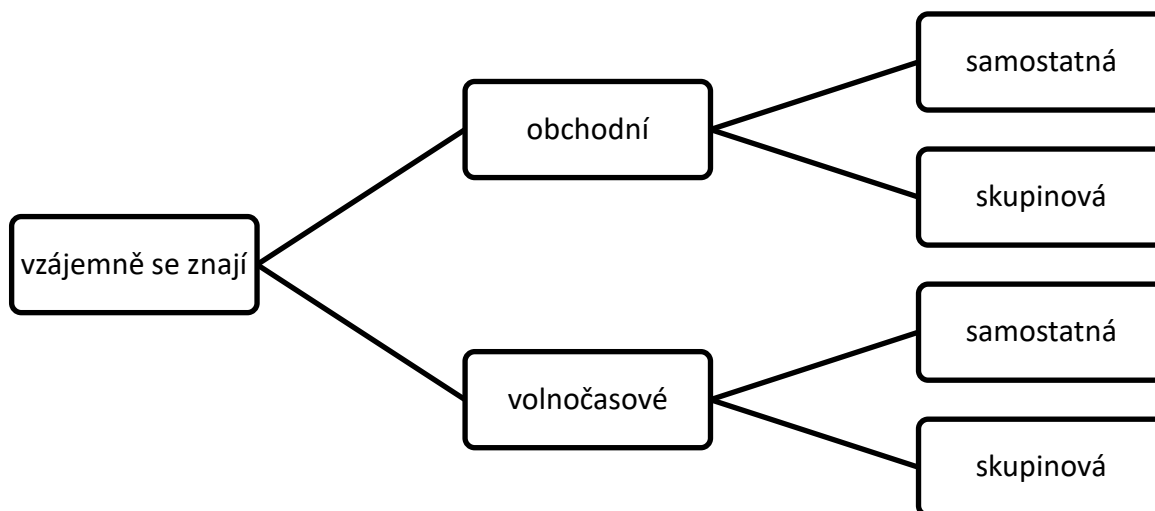 samostatná
obchodní
skupinová
vzájemně se znají
samostatná
volnočasové
skupinová